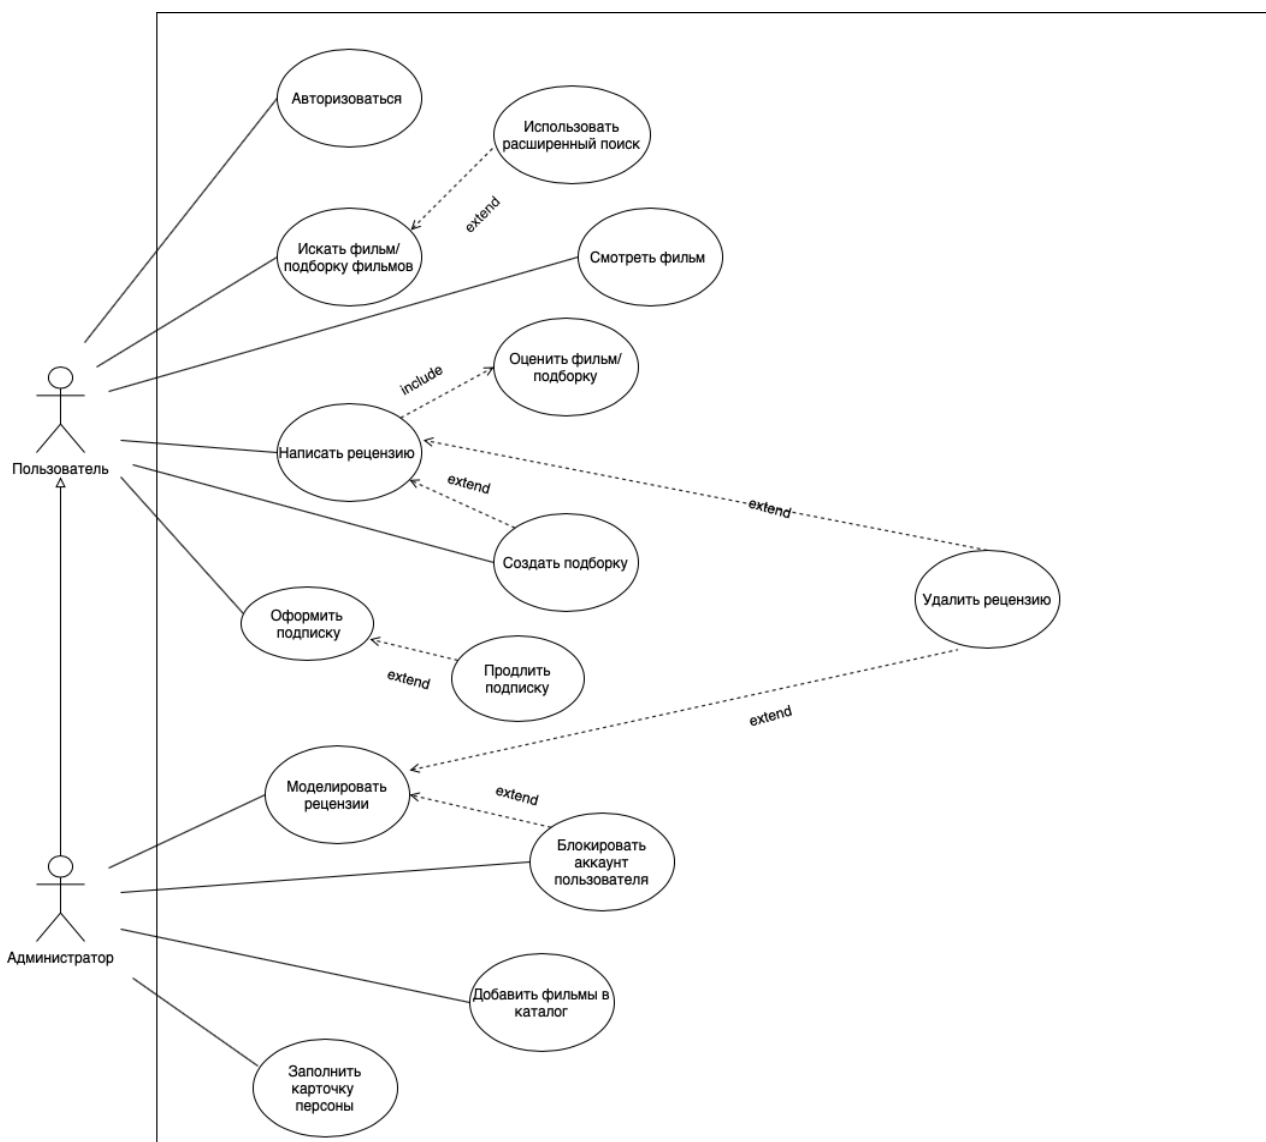 Авторизоваться
Использовать
расширенный поиск
extend
Искать фильм/
подборку фильмов
Смотреть фильм
Оценить фильм/
подборку
include
Написать рецензию
Пользователь
extend
extend
Создать подборку
Удалить рецензию
Оформить
подписку
Продлить
подписку
extend
extend
Моделировать
рецензии
extend
Блокировать
аккаунт
пользователя
Администратор
Добавить фильмы в
каталог
Заполнить
карточку
персоны